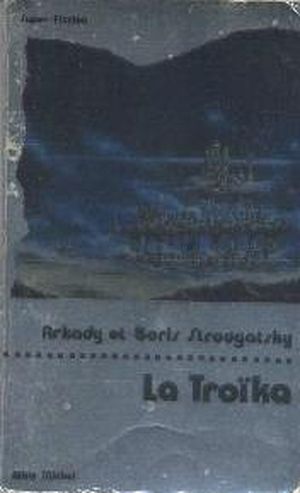 Super-Fiction
Arkady et Boris Strougatsky
La Troïka
Albin Michel